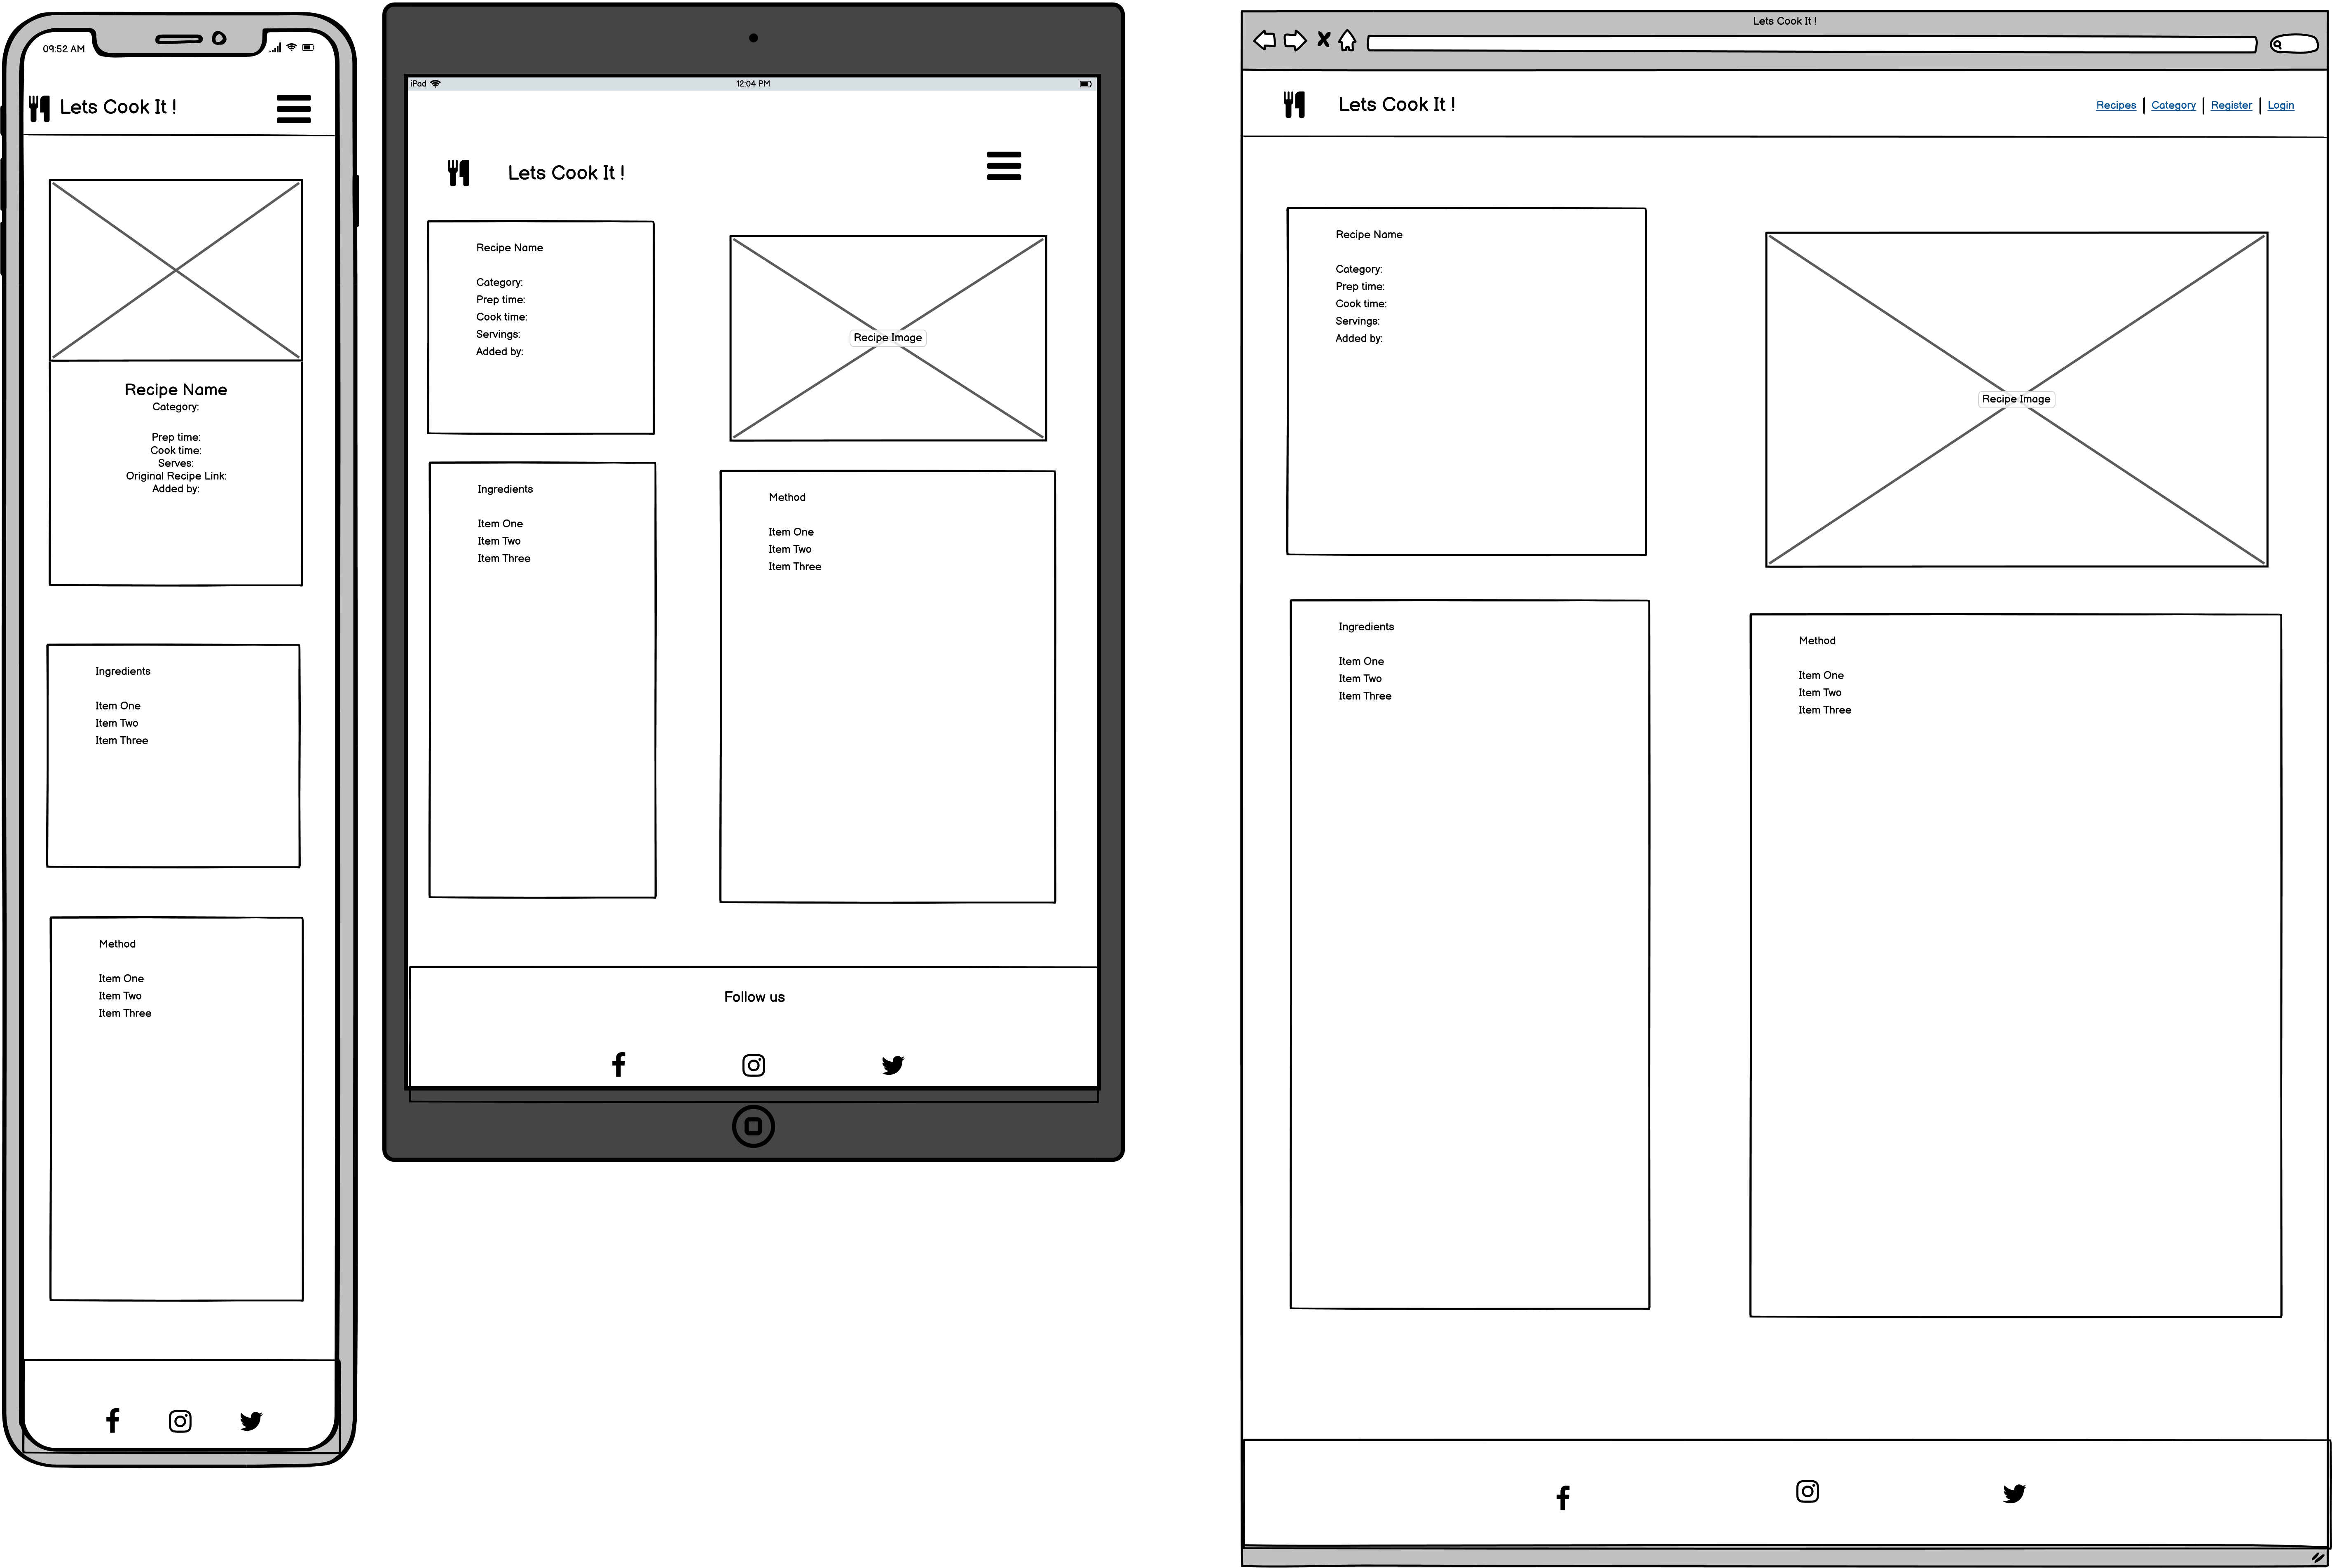 09:52 AM
Lets Cook It !
Recipe Name
Category:
Prep time:
Cook time:
Serves:
Original Recipe Link:
Added by:
Ingredients
Item One
Item Two
Item Three
Method
Item One
Item Two
Item Three
iPad
12:04 PM
Lets Cook It !
Recipe Name
Category:
Prep time:
Cook time:
Servings:
Added by:
Recipe Image
Ingredients
Item One
Item Two
Item Three
Method
Item One
Item Two
Item Three
Follow us
Lets Cook It !
Lets Cook It !
Recipes | Category | Register | Login
Recipe Name
Category:
Prep time:
Cook time:
Servings:
Added by:
Recipe Image
Ingredients
Item One
Item Two
Item Three
Method
Item One
Item Two
Item Three